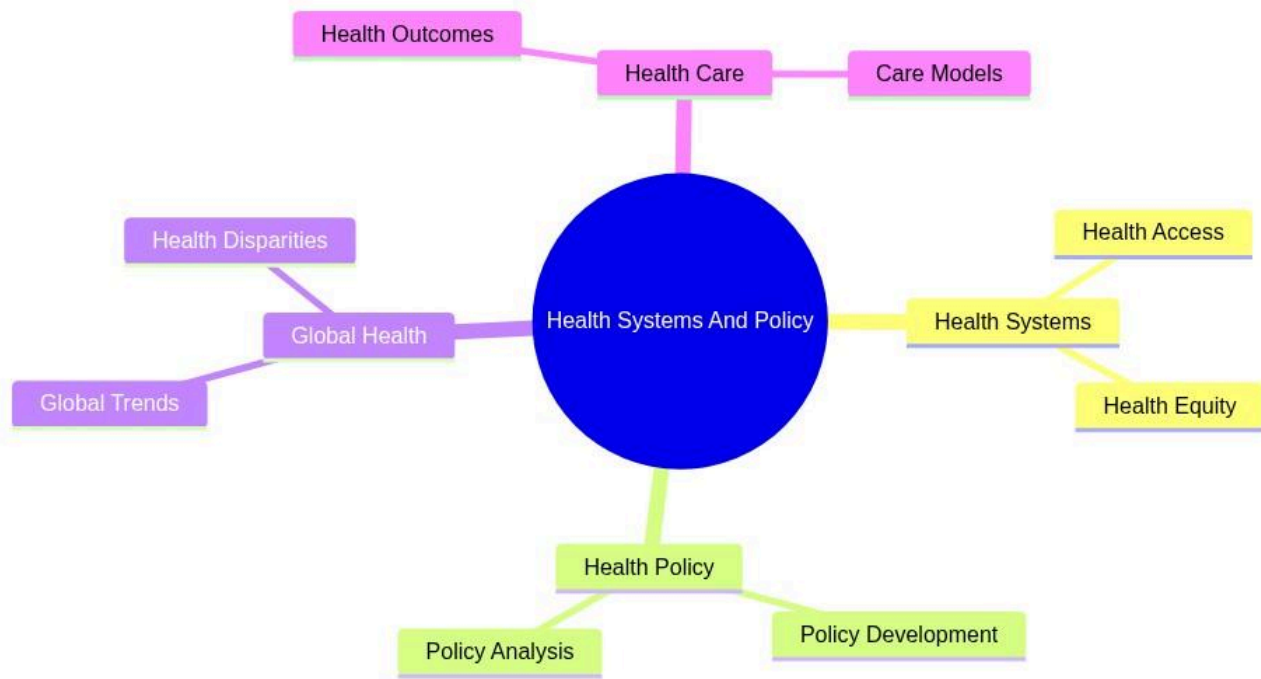 Health Outcomes
Health Care
Care Models
Health Disparities
Health Access
Global Health
Health Systems And Policy
Health Systems
Global Trends
Health Equity
Health Policy
Policy Analysis
Policy Development